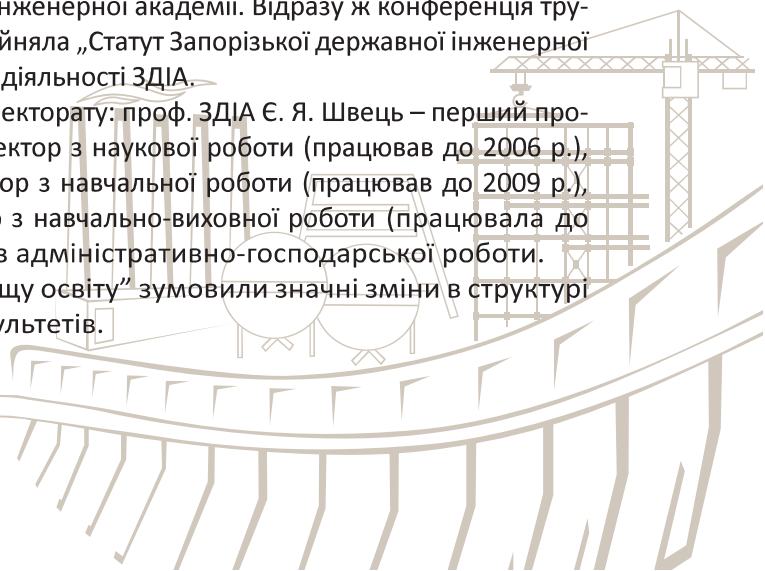 нженерної академії. Відразу ж конференція тру-
йняла „Статут Запорізької державної інженерної
діяльності ЗДІА.
екторату: проф. ЗДІА Є. Я. Швець – перший про-
ектор з наукової роботи (працював до 2006 р.),
ор з навчальної роботи (працював до 2009 р.),
з навчально-виховної роботи (працювала до
з адміністративно-господарської роботи.
щу освіту” зумовили значні зміни в структурі
ультетів.